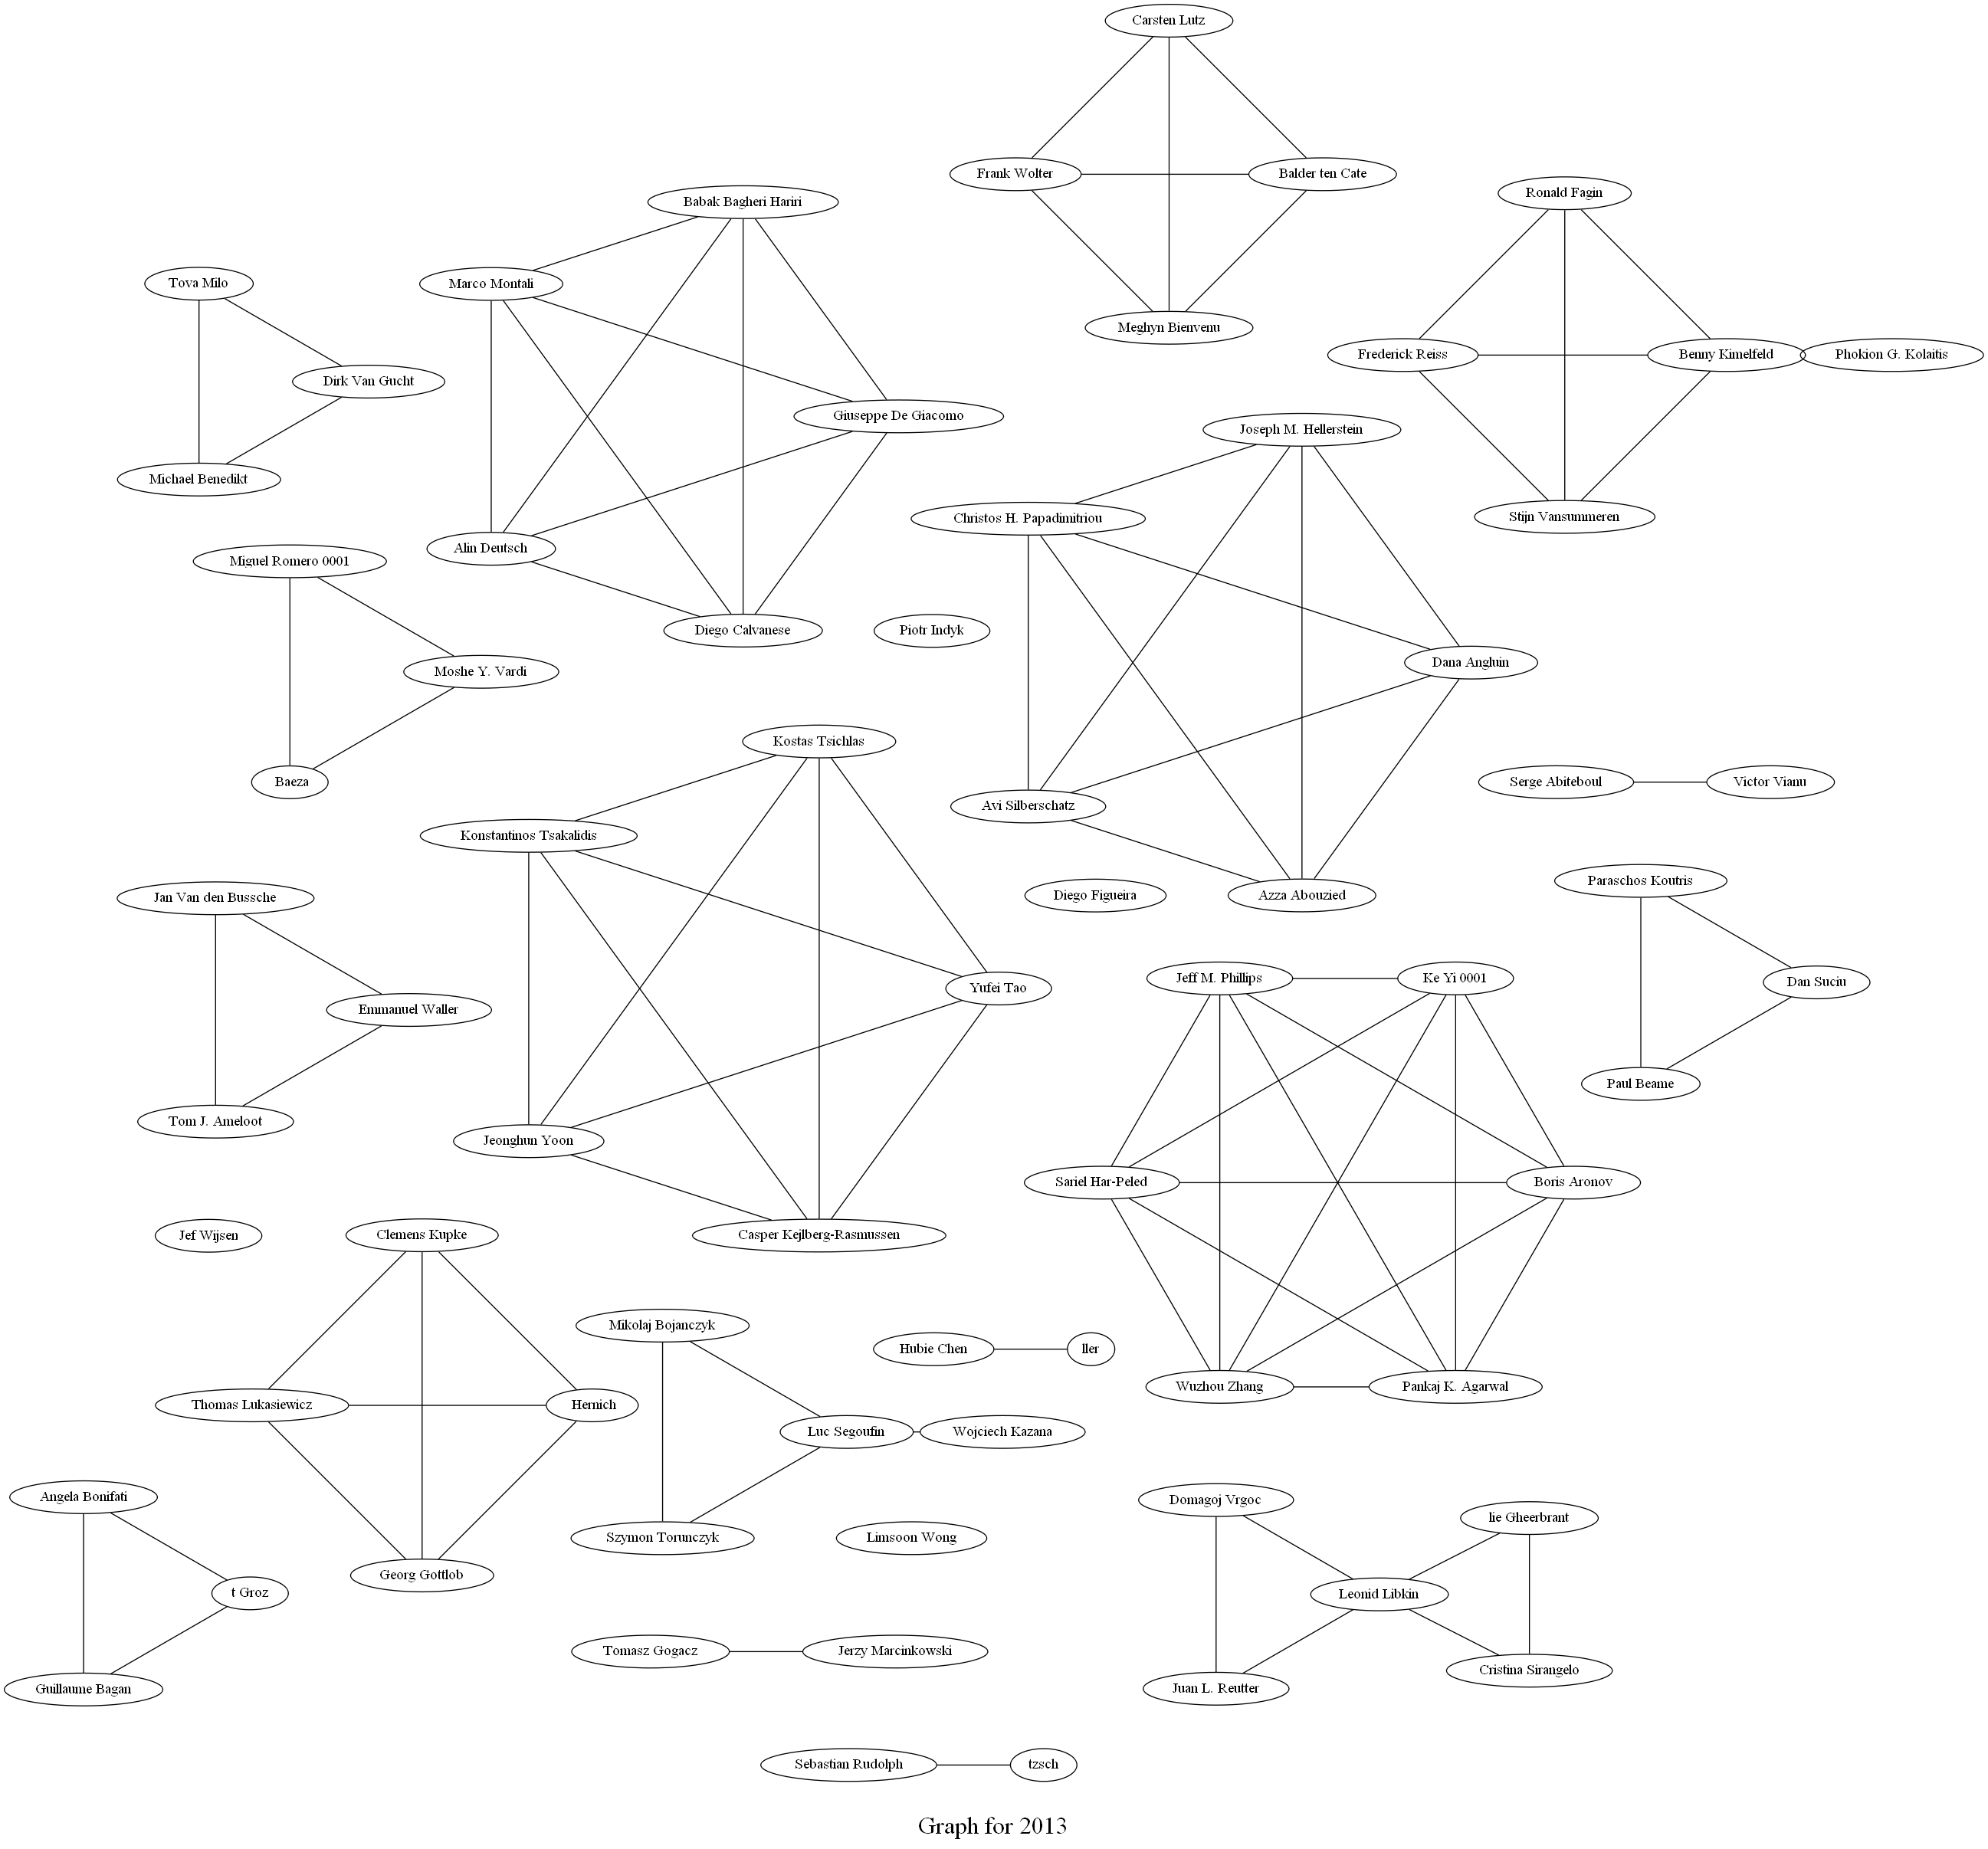 Carsten Lutz
Frank Wolter
Balder ten Cate
Meghyn Bienvenu
Ronald Fagin
Frederick Reiss
Benny Kimelfeld
Phokion G. Kolaitis
Stijn Vansummeren
Babak Bagheri Hariri
Marco Montali
Giuseppe De Giacomo
Alin Deutsch
Diego Calvanese
Tova Milo
Dirk Van Gucht
Michael Benedikt
Joseph M. Hellerstein
Christos H. Papadimitriou
Dana Angluin
Avi Silberschatz
Azza Abouzied
Miguel Romero 0001
Moshe Y. Vardi
Baeza
Piotr Indyk
Kostas Tsichlas
Konstantinos Tsakalidis
Yufei Tao
Jeonghun Yoon
Casper Kejlberg-Rasmussen
Serge Abiteboul
Victor Vianu
Diego Figueira
Paraschos Koutris
Dan Suciu
Paul Beame
Jan Van den Bussche
Emmanuel Waller
Tom J. Ameloot
Jeff M. Phillips
Ke Yi 0001
Sariel Har-Peled
Boris Aronov
Wuzhou Zhang
Pankaj K. Agarwal
Jef Wijsen
Clemens Kupke
Thomas Lukasiewicz
Hernich
Georg Gottlob
Mikolaj Bojanczyk
Luc Segoufin
Wojciech Kazana
Szymon Torunczyk
Hubie Chen
ller
Angela Bonifati
t Groz
Guillaume Bagan
Limsoon Wong
Domagoj Vrgoc
lie Gheerbrant
Leonid Libkin
Juan L. Reutter
Cristina Sirangelo
Tomasz Gogacz
Jerzy Marcinkowski
Sebastian Rudolph
tzsch
Graph for 2013